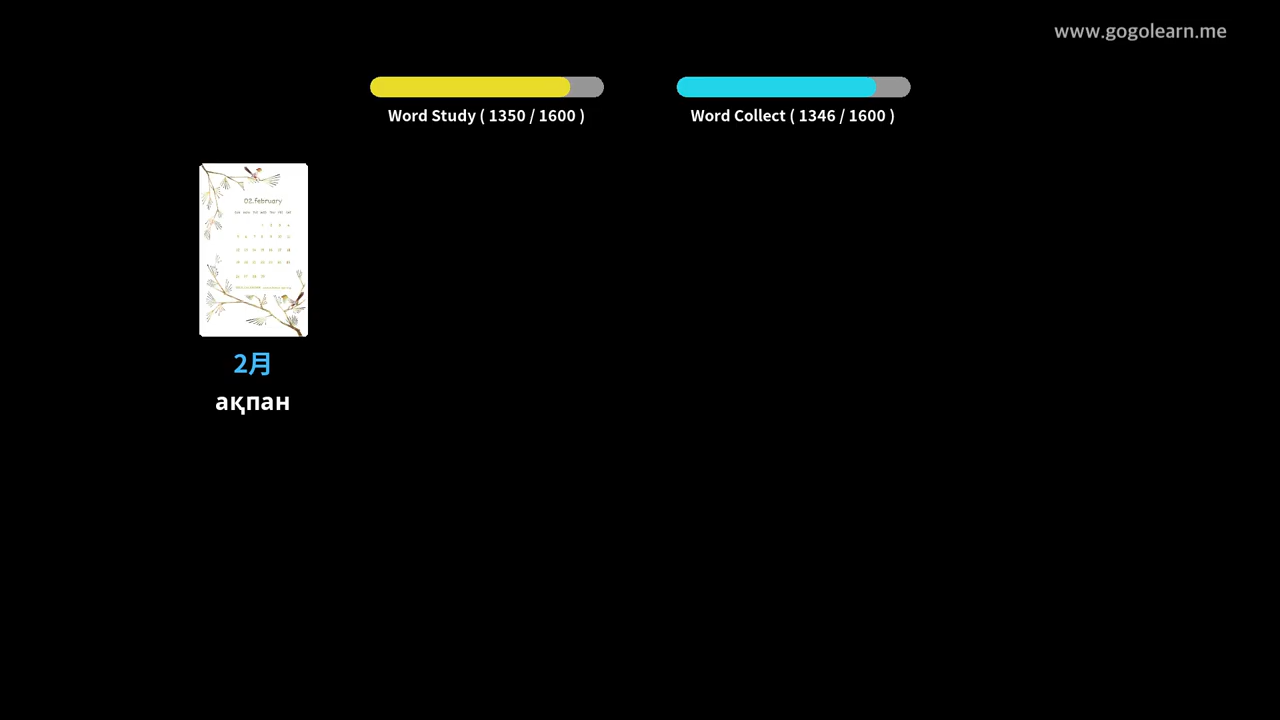 www.gogolearn.me
Word Study ( 1350 / 1600 )
Word Collect ( 1346 / 1600 )
02.february
2月
ақпан